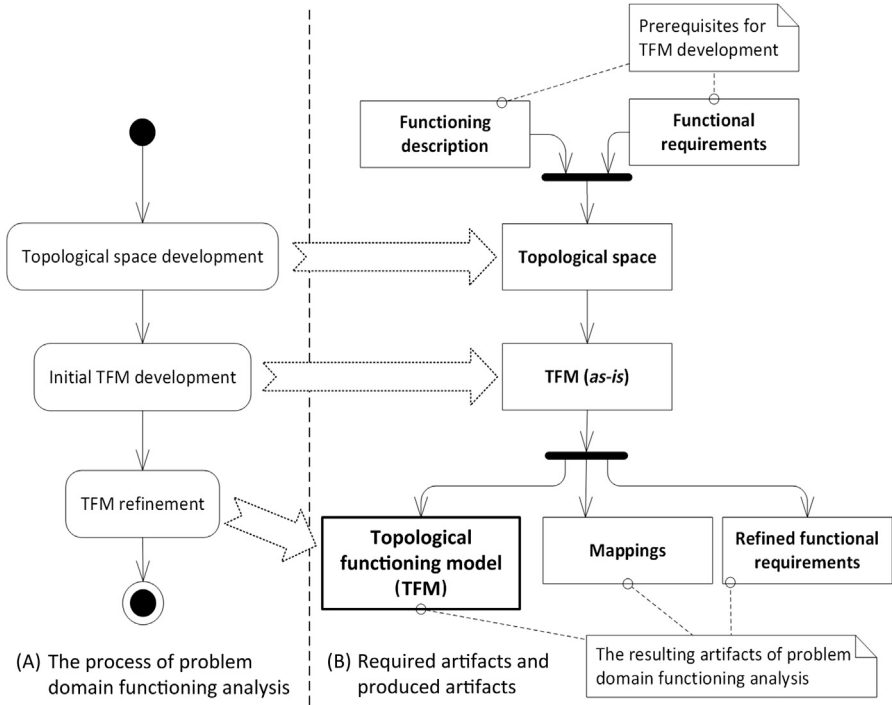 Prerequisites for
TFM development
Functioning
description
Functional
requirements
Topological space development
Topological space
Initial TFM development
TFM (as-is)
TFM refinement
Topological
functioning model
(TFM)
Mappings
Refined functional
requirements
(A) The process of problem
domain functioning analysis
(B) Required artifacts and
produced artifacts
The resulting artifacts of problem
domain functioning analysis